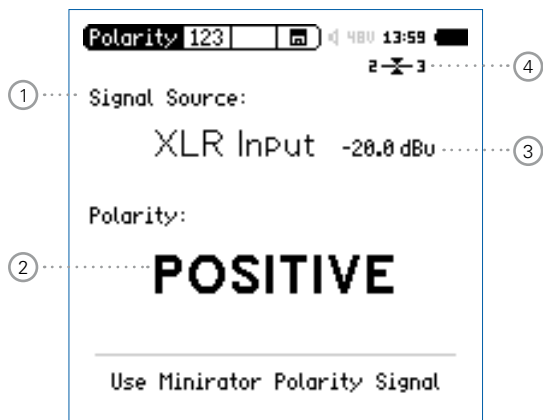 Polarity 123 48V 13:59
2 3 4
1 Signal Source:
XLR Input -20.0 dBu 3
Polarity:
2 POSITIVE
Use Minirator Polarity Signal